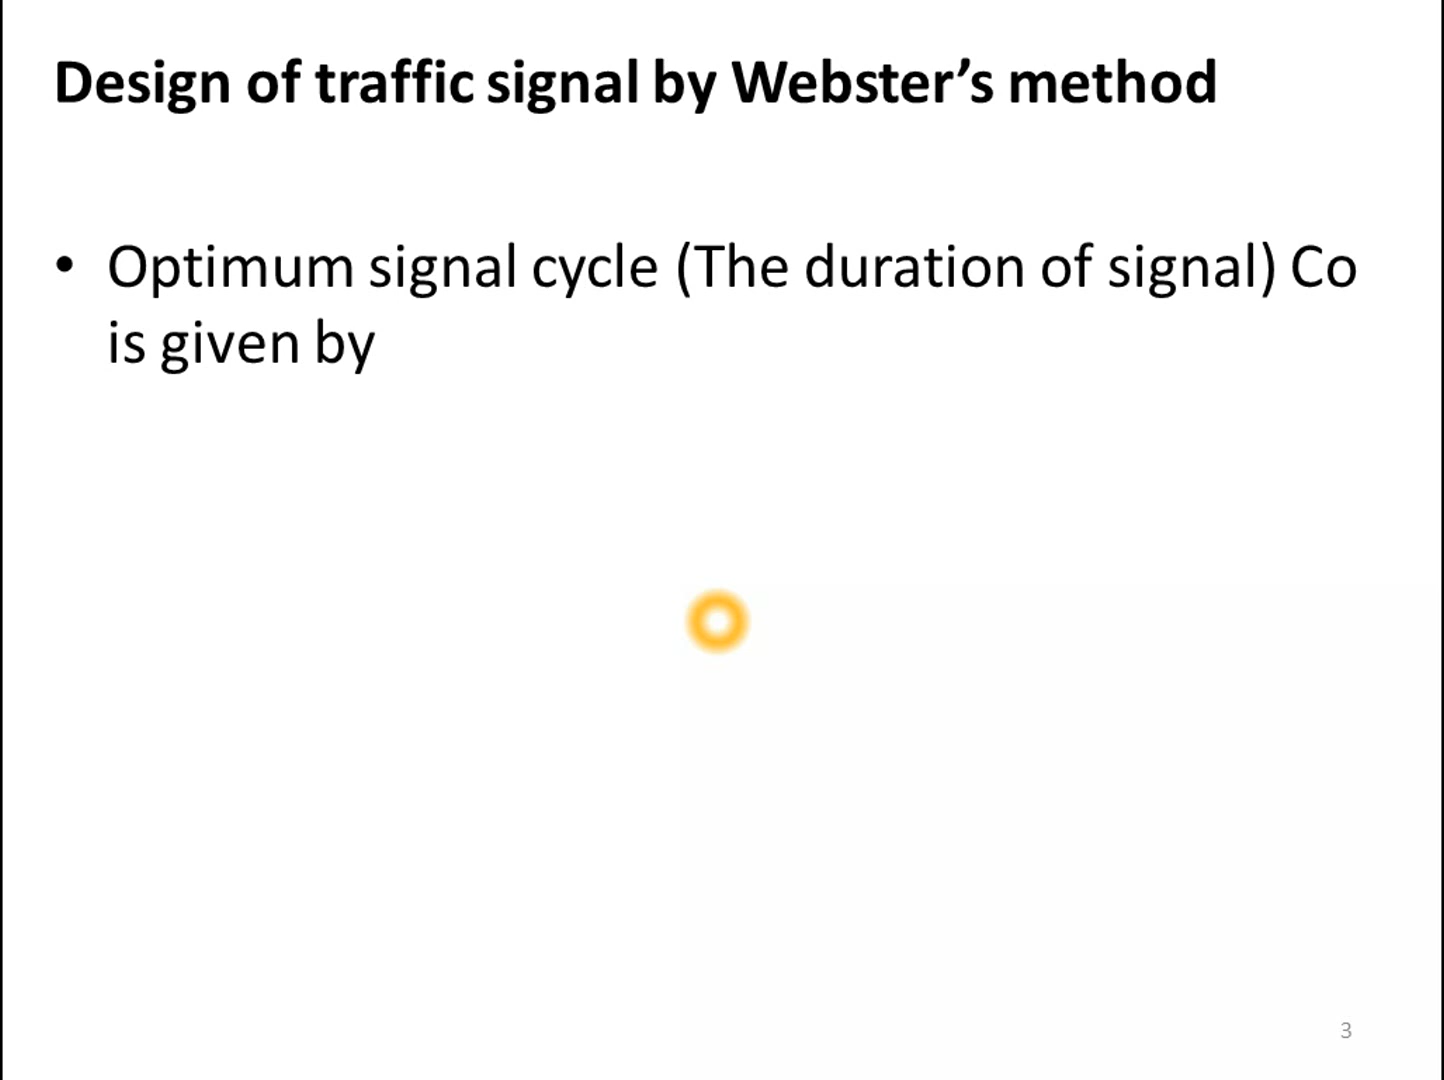 Design of traffic signal by Webster’s method
• Optimum signal cycle (The duration of signal) Co
is given by
3